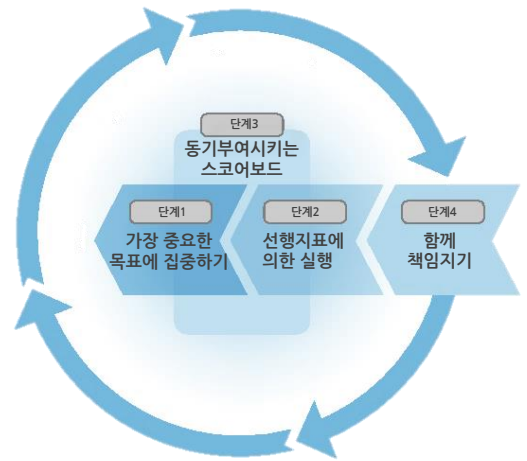 단계3
동기부여시키는
스코어보드
단계1
가장 중요한
목표에 집중하기
단계2
선행지표에
의한 실행
단계4
함께
책임지기